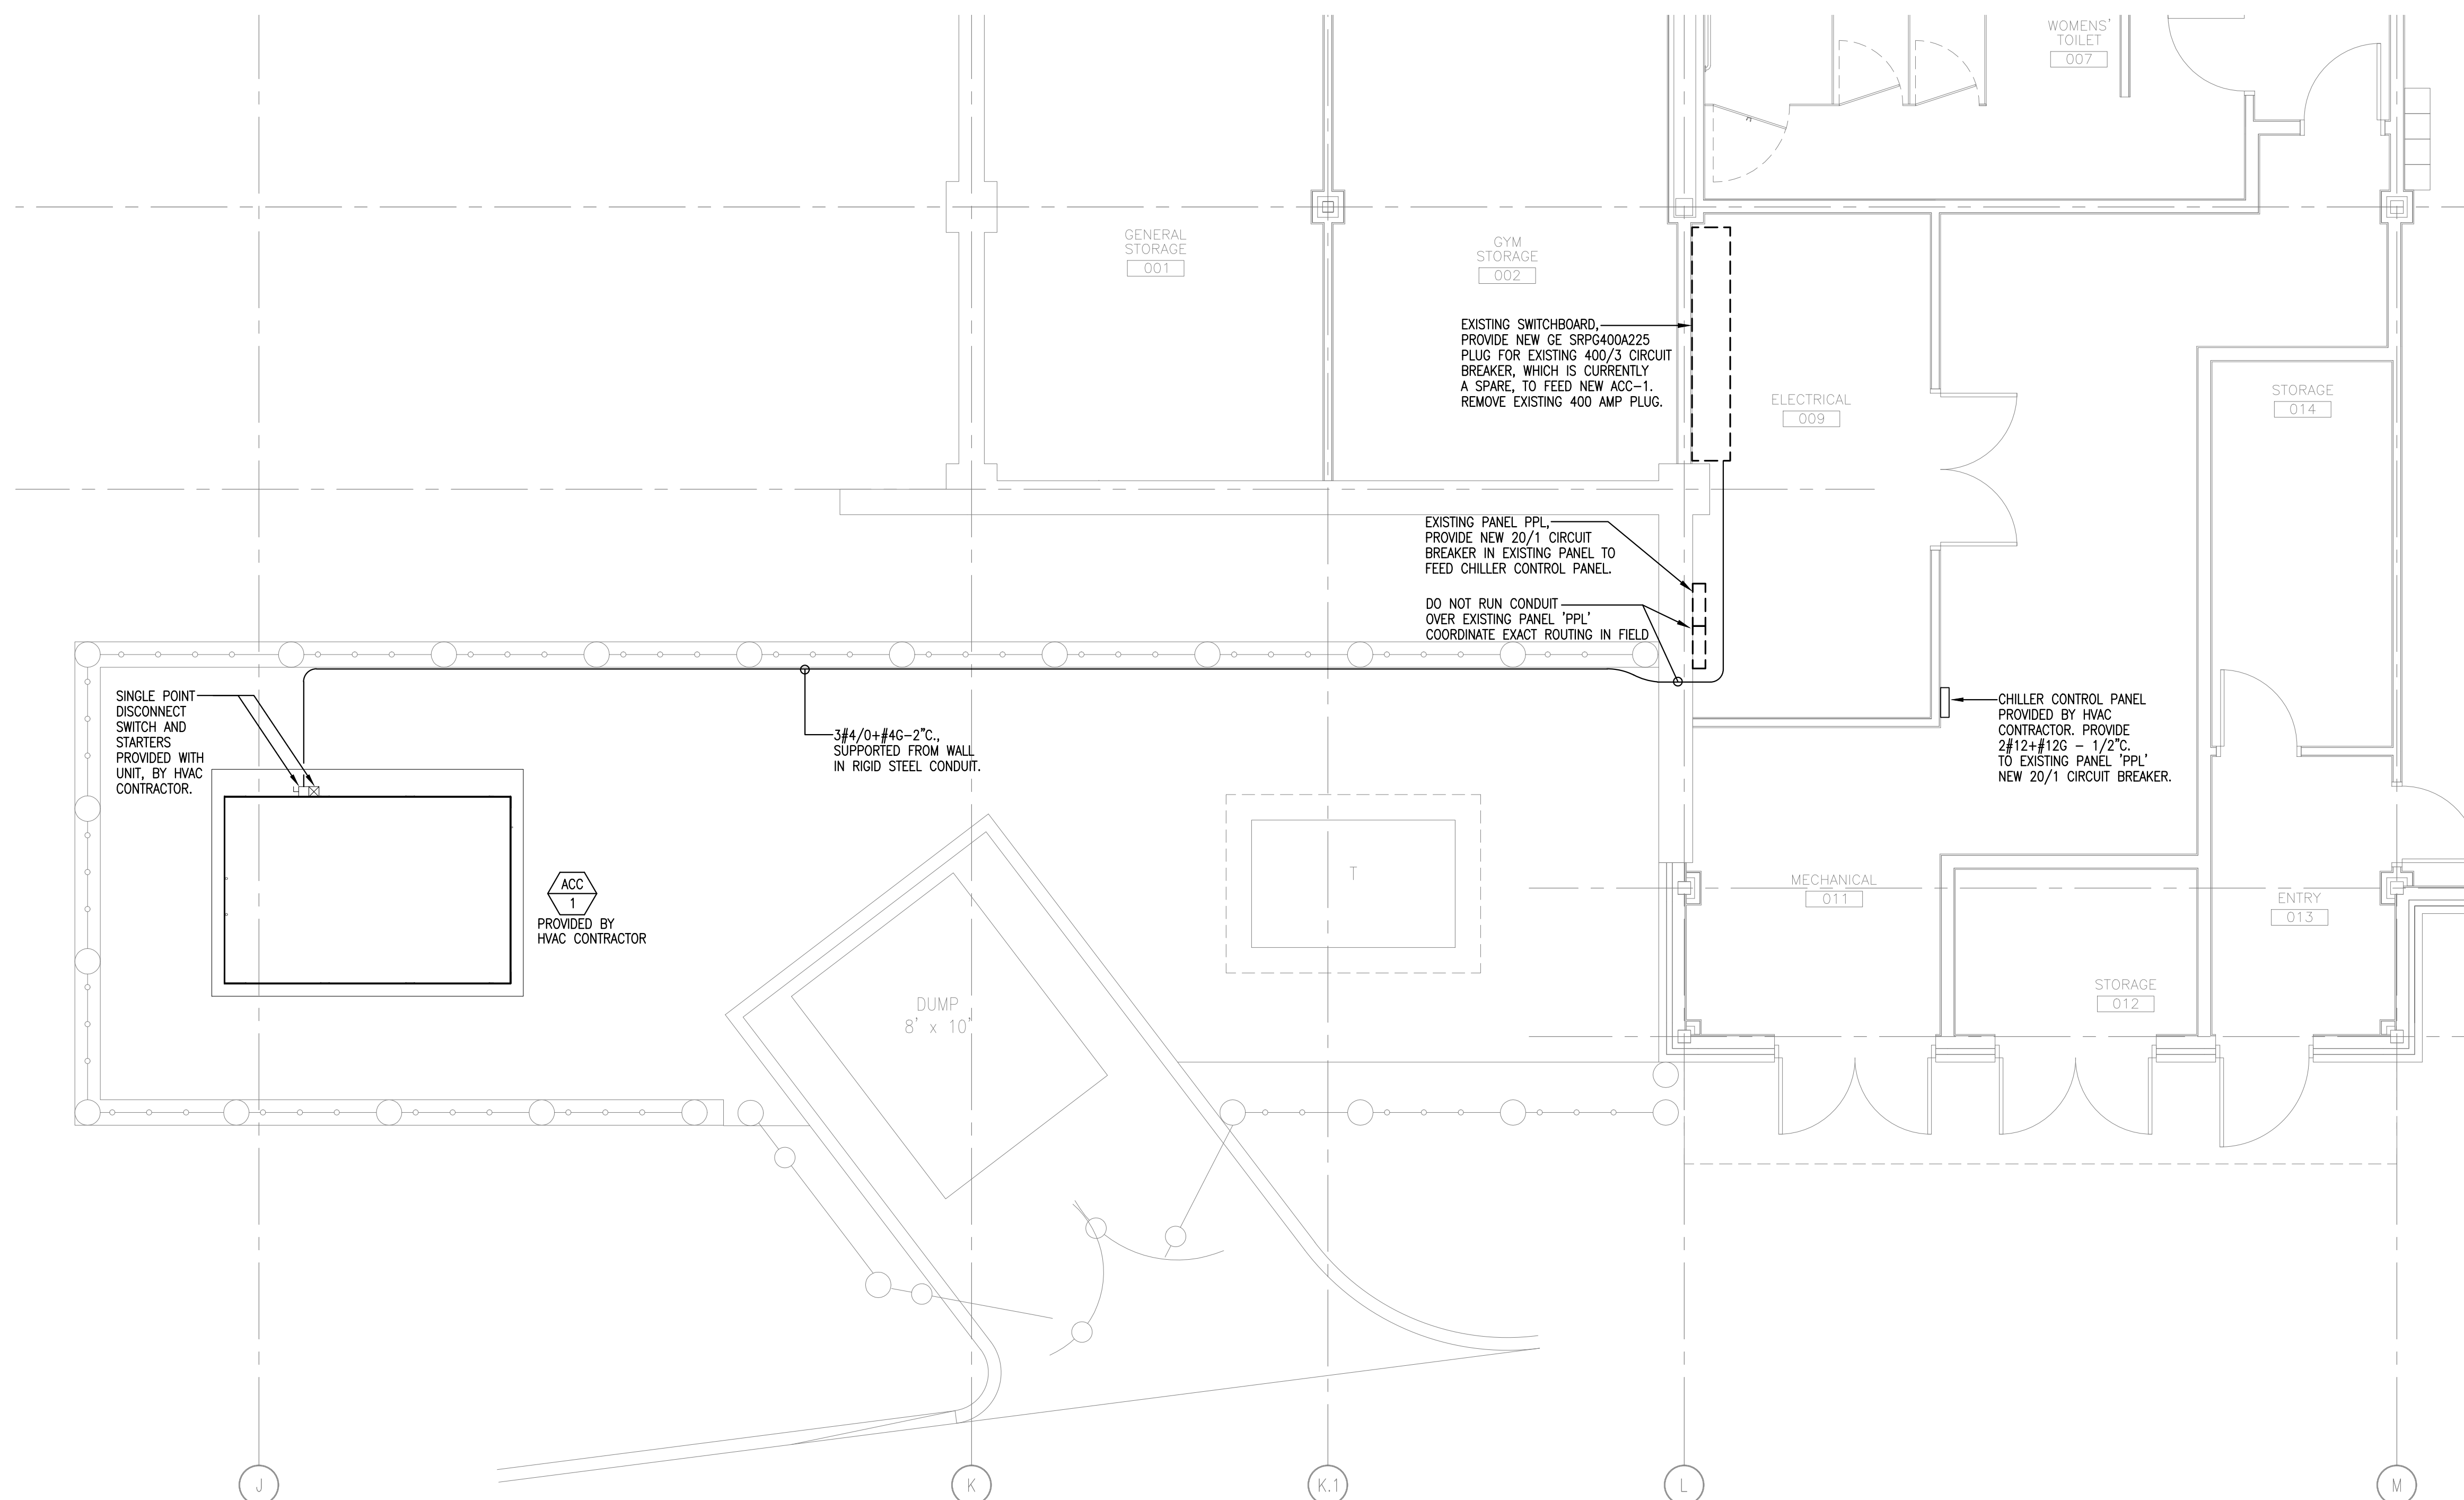 WOMENS'
TOILET
007
GENERAL
STORAGE
001
GYM
STORAGE
002
EXISTING SWITCHBOARD,
PROVIDE NEW GE SRPG400A225
PLUG FOR EXISTING 400/3 CIRCUIT
BREAKER, WHICH IS CURRENTLY
A SPARE, TO FEED NEW ACC-1.
REMOVE EXISTING 400 AMP PLUG.
ELECTRICAL
009
STORAGE
014
EXISTING PANEL PPL,
PROVIDE NEW 20/1 CIRCUIT
BREAKER IN EXISTING PANEL TO
FEED CHILLER CONTROL PANEL.
DO NOT RUN CONDUIT
OVER EXISTING PANEL 'PPL'
COORDINATE EXACT ROUTING IN FIELD
SINGLE POINT
DISCONNECT
SWITCH AND
STARTERS
PROVIDED WITH
UNIT, BY HVAC
CONTRACTOR.
3#4/0+#4G-2"C.,
SUPPORTED FROM WALL
IN RIGID STEEL CONDUIT.
CHILLER CONTROL PANEL
PROVIDED BY HVAC
CONTRACTOR. PROVIDE
2#12+#12G - 1/2"C.
TO EXISTING PANEL 'PPL'
NEW 20/1 CIRCUIT BREAKER.
ACC
1
PROVIDED BY
HVAC CONTRACTOR
T
MECHANICAL
011
ENTRY
013
STORAGE
012
DUMP
8' x 10'
J
K
K.1
L
M